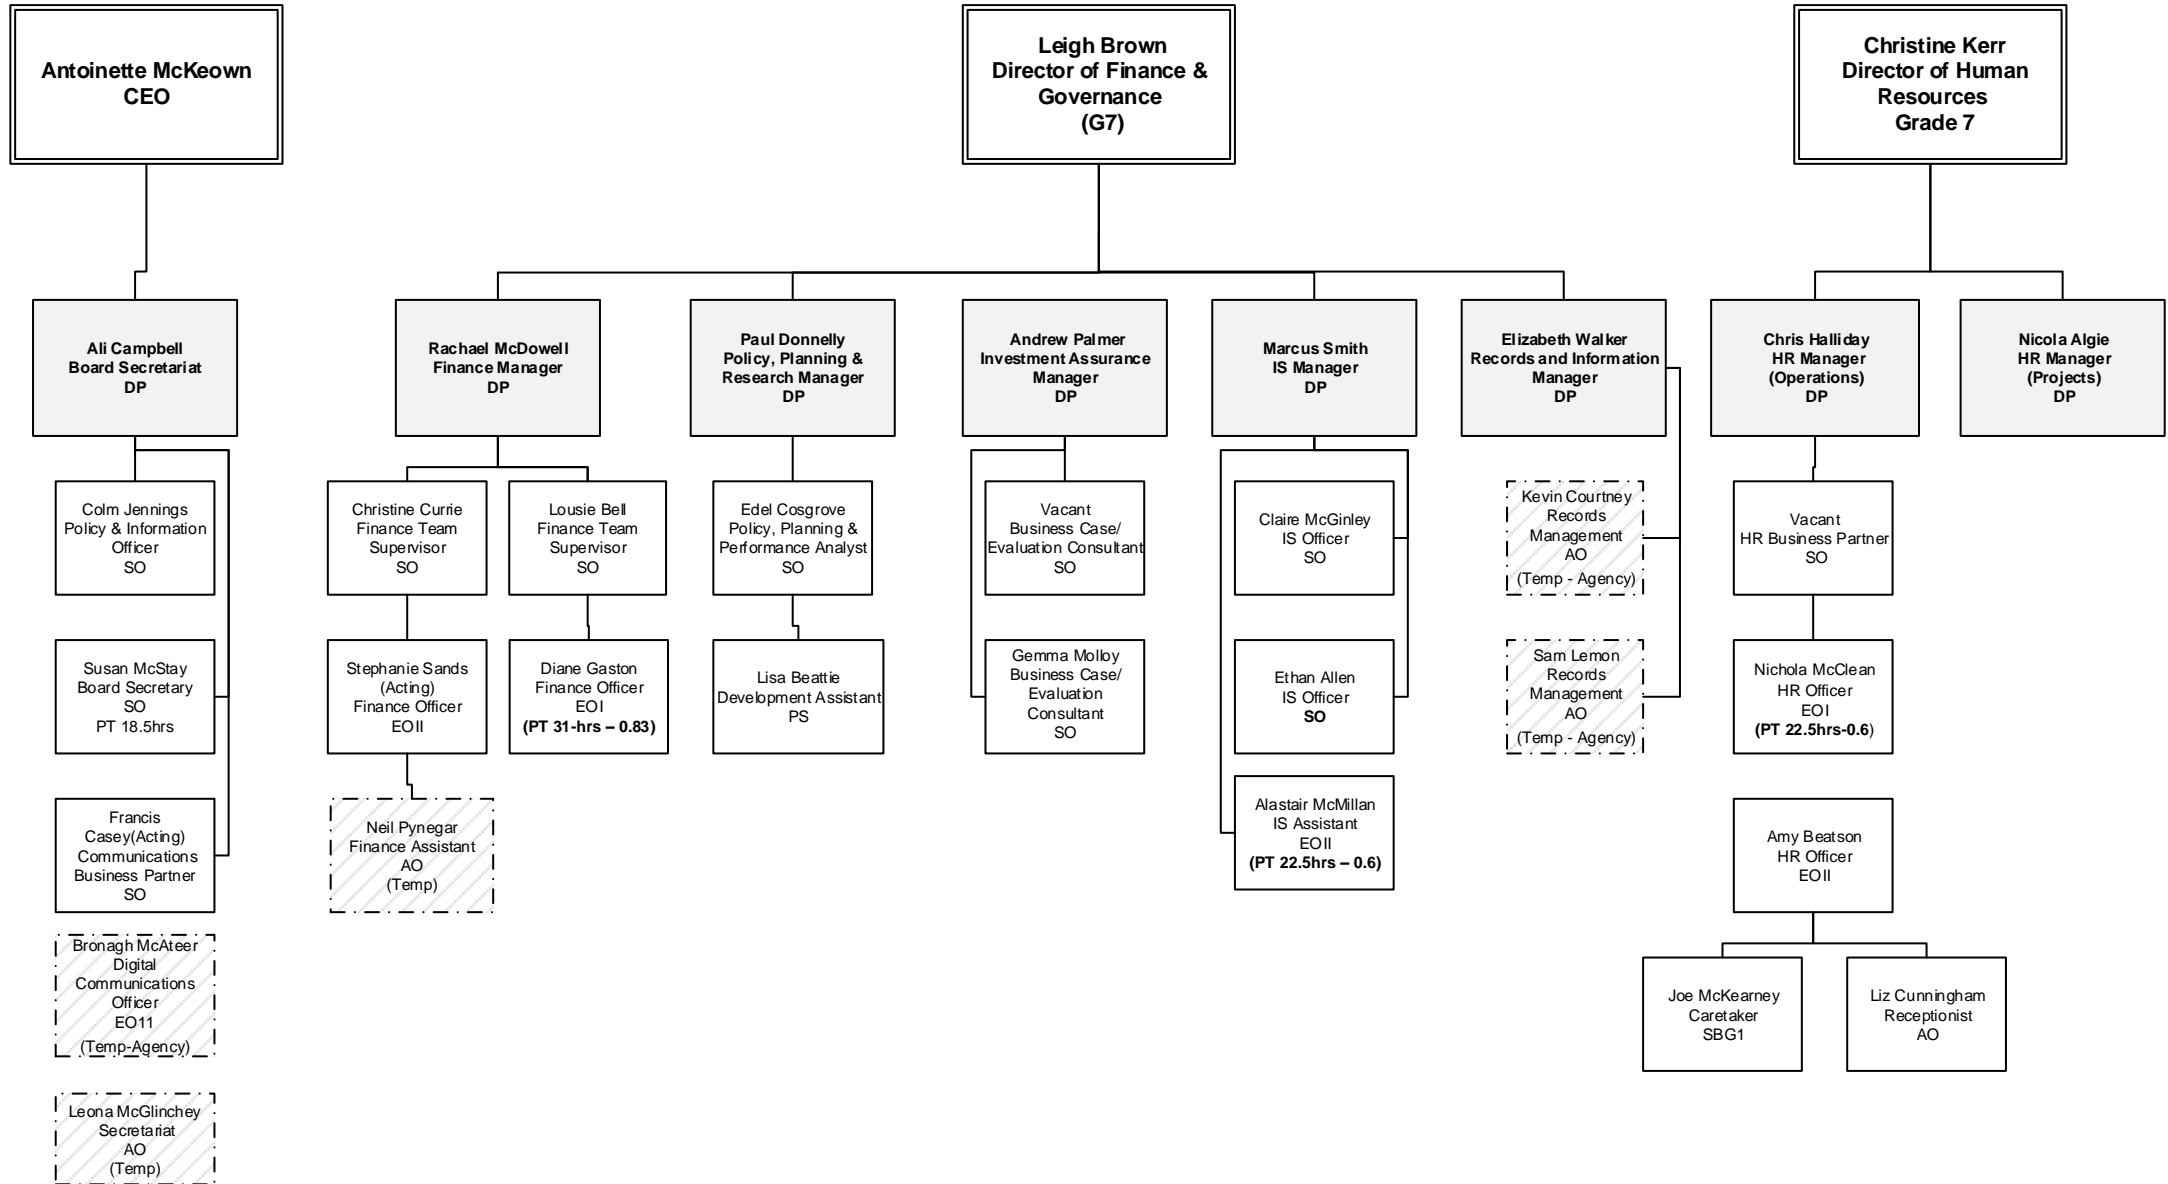 Antoinette McKeown
CEO
Leigh Brown
Director of Finance &
Governance
(G7)
Christine Kerr
Director of Human
Resources
Grade 7
Ali Campbell
Board Secretariat
DP
Rachael McDowell
Finance Manager
DP
Paul Donnelly
Policy, Planning &
Research Manager
DP
Andrew Palmer
Investment Assurance
Manager
DP
Marcus Smith
IS Manager
DP
Elizabeth Walker
Records and Information
Manager
DP
Chris Halliday
HR Manager
(Operations)
DP
Nicola Algie
HR Manager
(Projects)
DP
Colm Jennings
Policy & Information
Officer
SO
Christine Currie
Finance Team
Supervisor
SO
Lousie Bell
Finance Team
Supervisor
SO
Edel Cosgrove
Policy, Planning &
Performance Analyst
SO
Vacant
Business Case/
Evaluation Consultant
SO
Claire McGinley
IS Officer
SO
Kevin Courtney
Records
Management
AO
(Temp - Agency)
Vacant
HR Business Partner
SO
Susan McStay
Board Secretary
SO
PT 18.5hrs
Stephanie Sands
(Acting)
Finance Officer
EOII
Diane Gaston
Finance Officer
EOI
(PT 31-hrs – 0.83)
Lisa Beattie
Development Assistant
PS
Gemma Molloy
Business Case/
Evaluation
Consultant
SO
Ethan Allen
IS Officer
SO
Sam Lemon
Records
Management
AO
(Temp - Agency)
Nichola McClean
HR Officer
EOI
(PT 22.5hrs-0.6)
Francis
Casey(Acting)
Communications
Business Partner
SO
Neil Pynegar
Finance Assistant
AO
(Temp)
Alastair McMillan
IS Assistant
EOII
(PT 22.5hrs – 0.6)
Amy Beatson
HR Officer
EOII
Bronagh McAteer
Digital
Communications
Officer
EO11
(Temp-Agency)
Joe McKearney
Caretaker
SBG1
Liz Cunningham
Receptionist
AO
Leona McGlinchey
Secretariat
AO
(Temp)